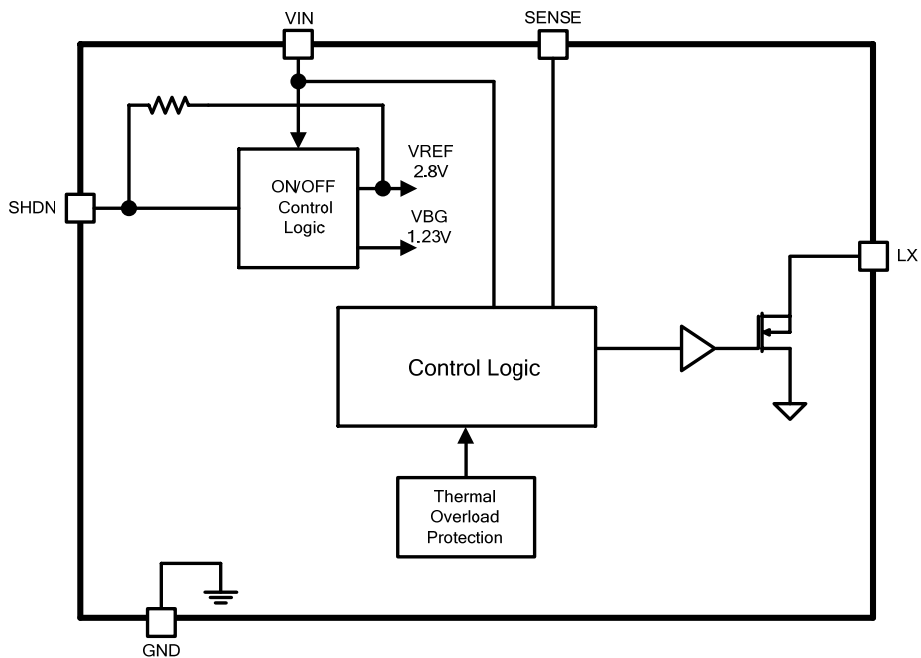 VIN
SENSE
VREF
2.8V
ON/OFF
Control
Logic
SHDN
VBG
1.23V
LX
Control Logic
Thermal
Overload
Protection
GND